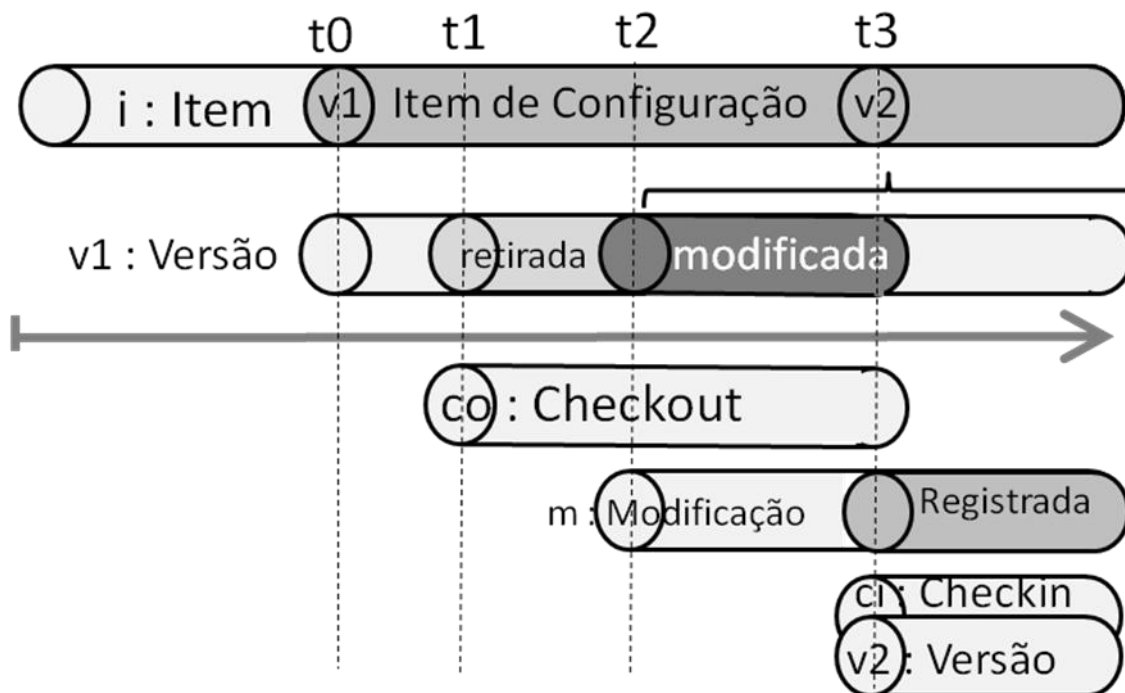 t0 t1 t2 t3
i : Item v1 Item de Configuração v2
v1 : Versão retirada modificada
co : Checkout
m : Modificação Registrada
ci : Checkin
v2 : Versão